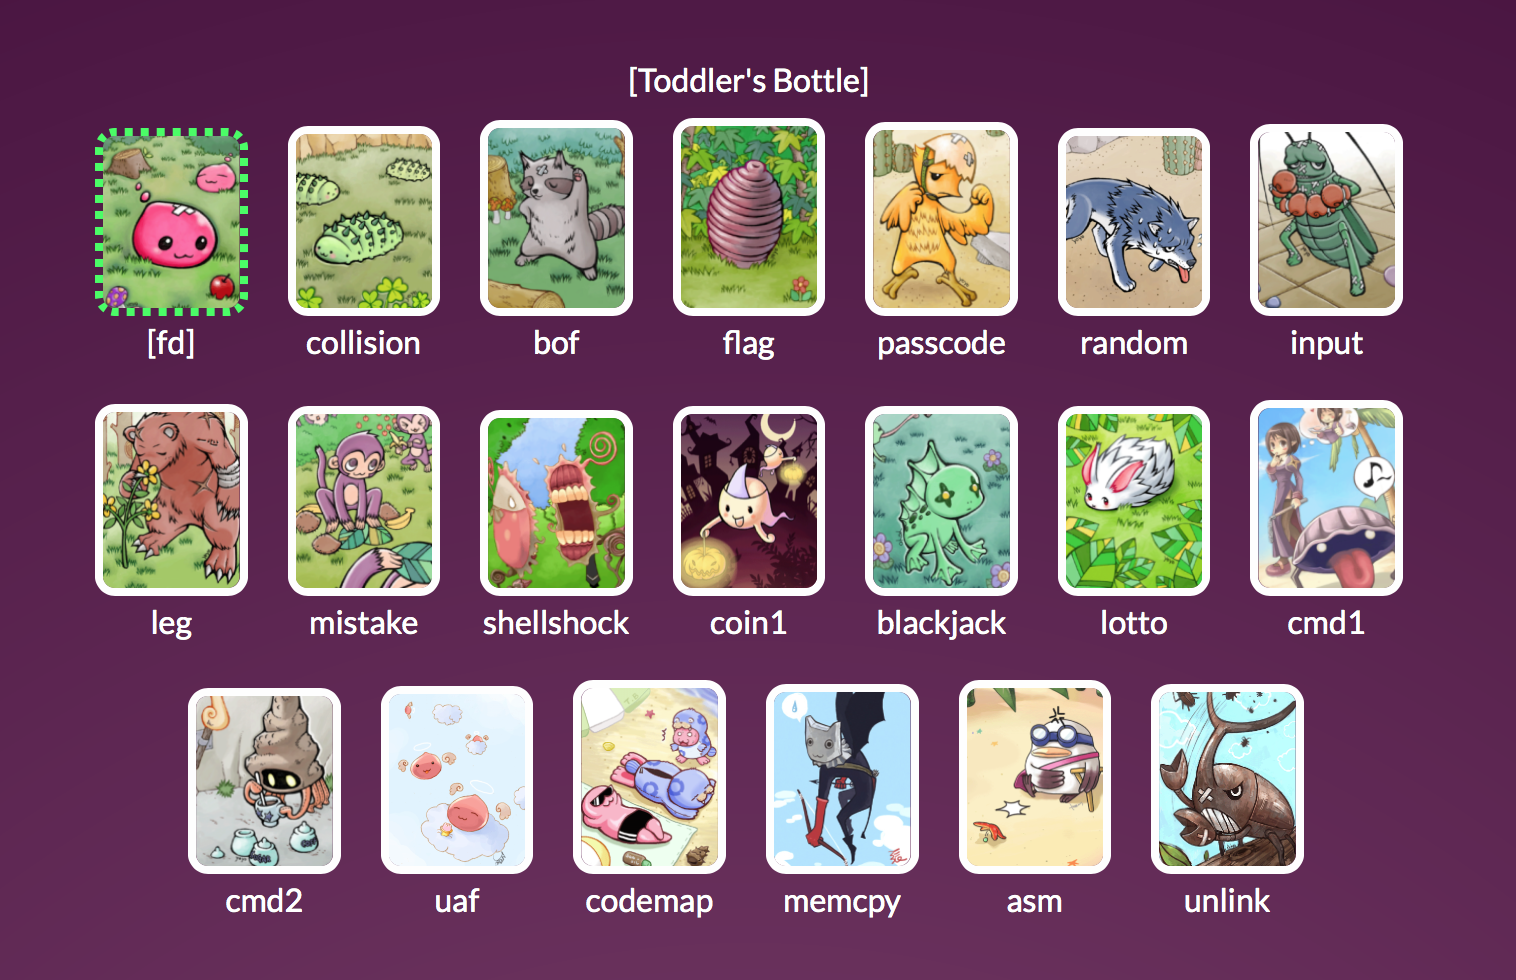 [Toddler's Bottle]
[fd] collision bof flag passcode random input
leg mistake shellshock coin1 blackjack lotto cmd1
cmd2 uaf codemap memcpy asm unlink